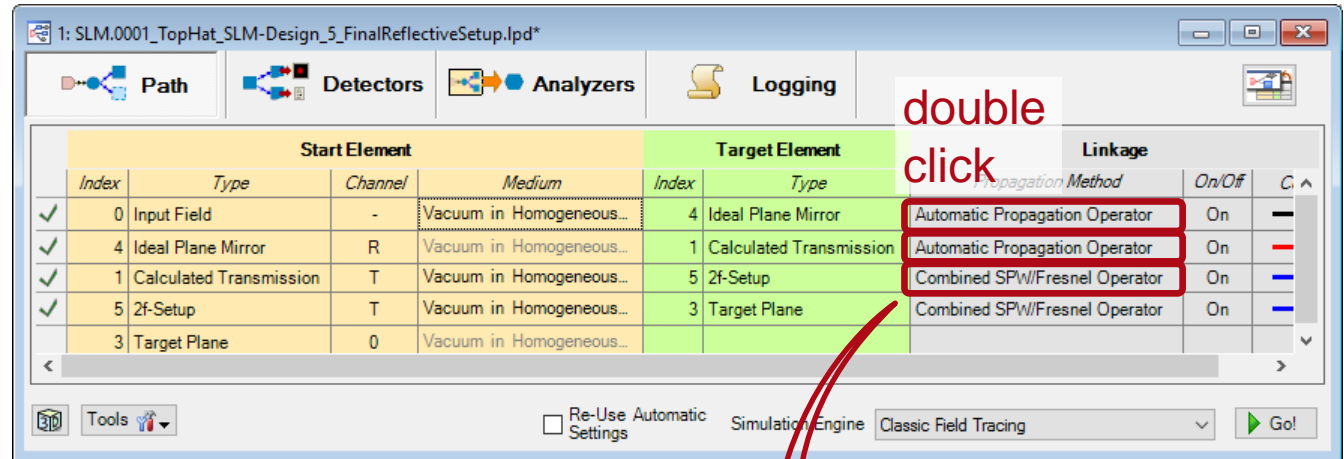 1: SLM.0001_TopHat_SLM-Design_5_FinalReflectiveSetup.lpd*
Path Detectors Analyzers Logging
double
click
Start Element Target Element Linkage
Index Type Channel Medium Index Type Propagation Method On/Off
0 Input Field - Vacuum in Homogeneous... 4 Ideal Plane Mirror Automatic Propagation Operator On
4 Ideal Plane Mirror R Vacuum in Homogeneous... 1 Calculated Transmission Automatic Propagation Operator On
1 Calculated Transmission T Vacuum in Homogeneous... 5 2f-Setup Combined SPW/Fresnel Operator On
5 2f-Setup T Vacuum in Homogeneous... 3 Target Plane Combined SPW/Fresnel Operator On
3 Target Plane 0 Vacuum in Homogeneous...
3D Tools Re-Use Automatic
Settings Simulation Engine Classic Field Tracing Go!